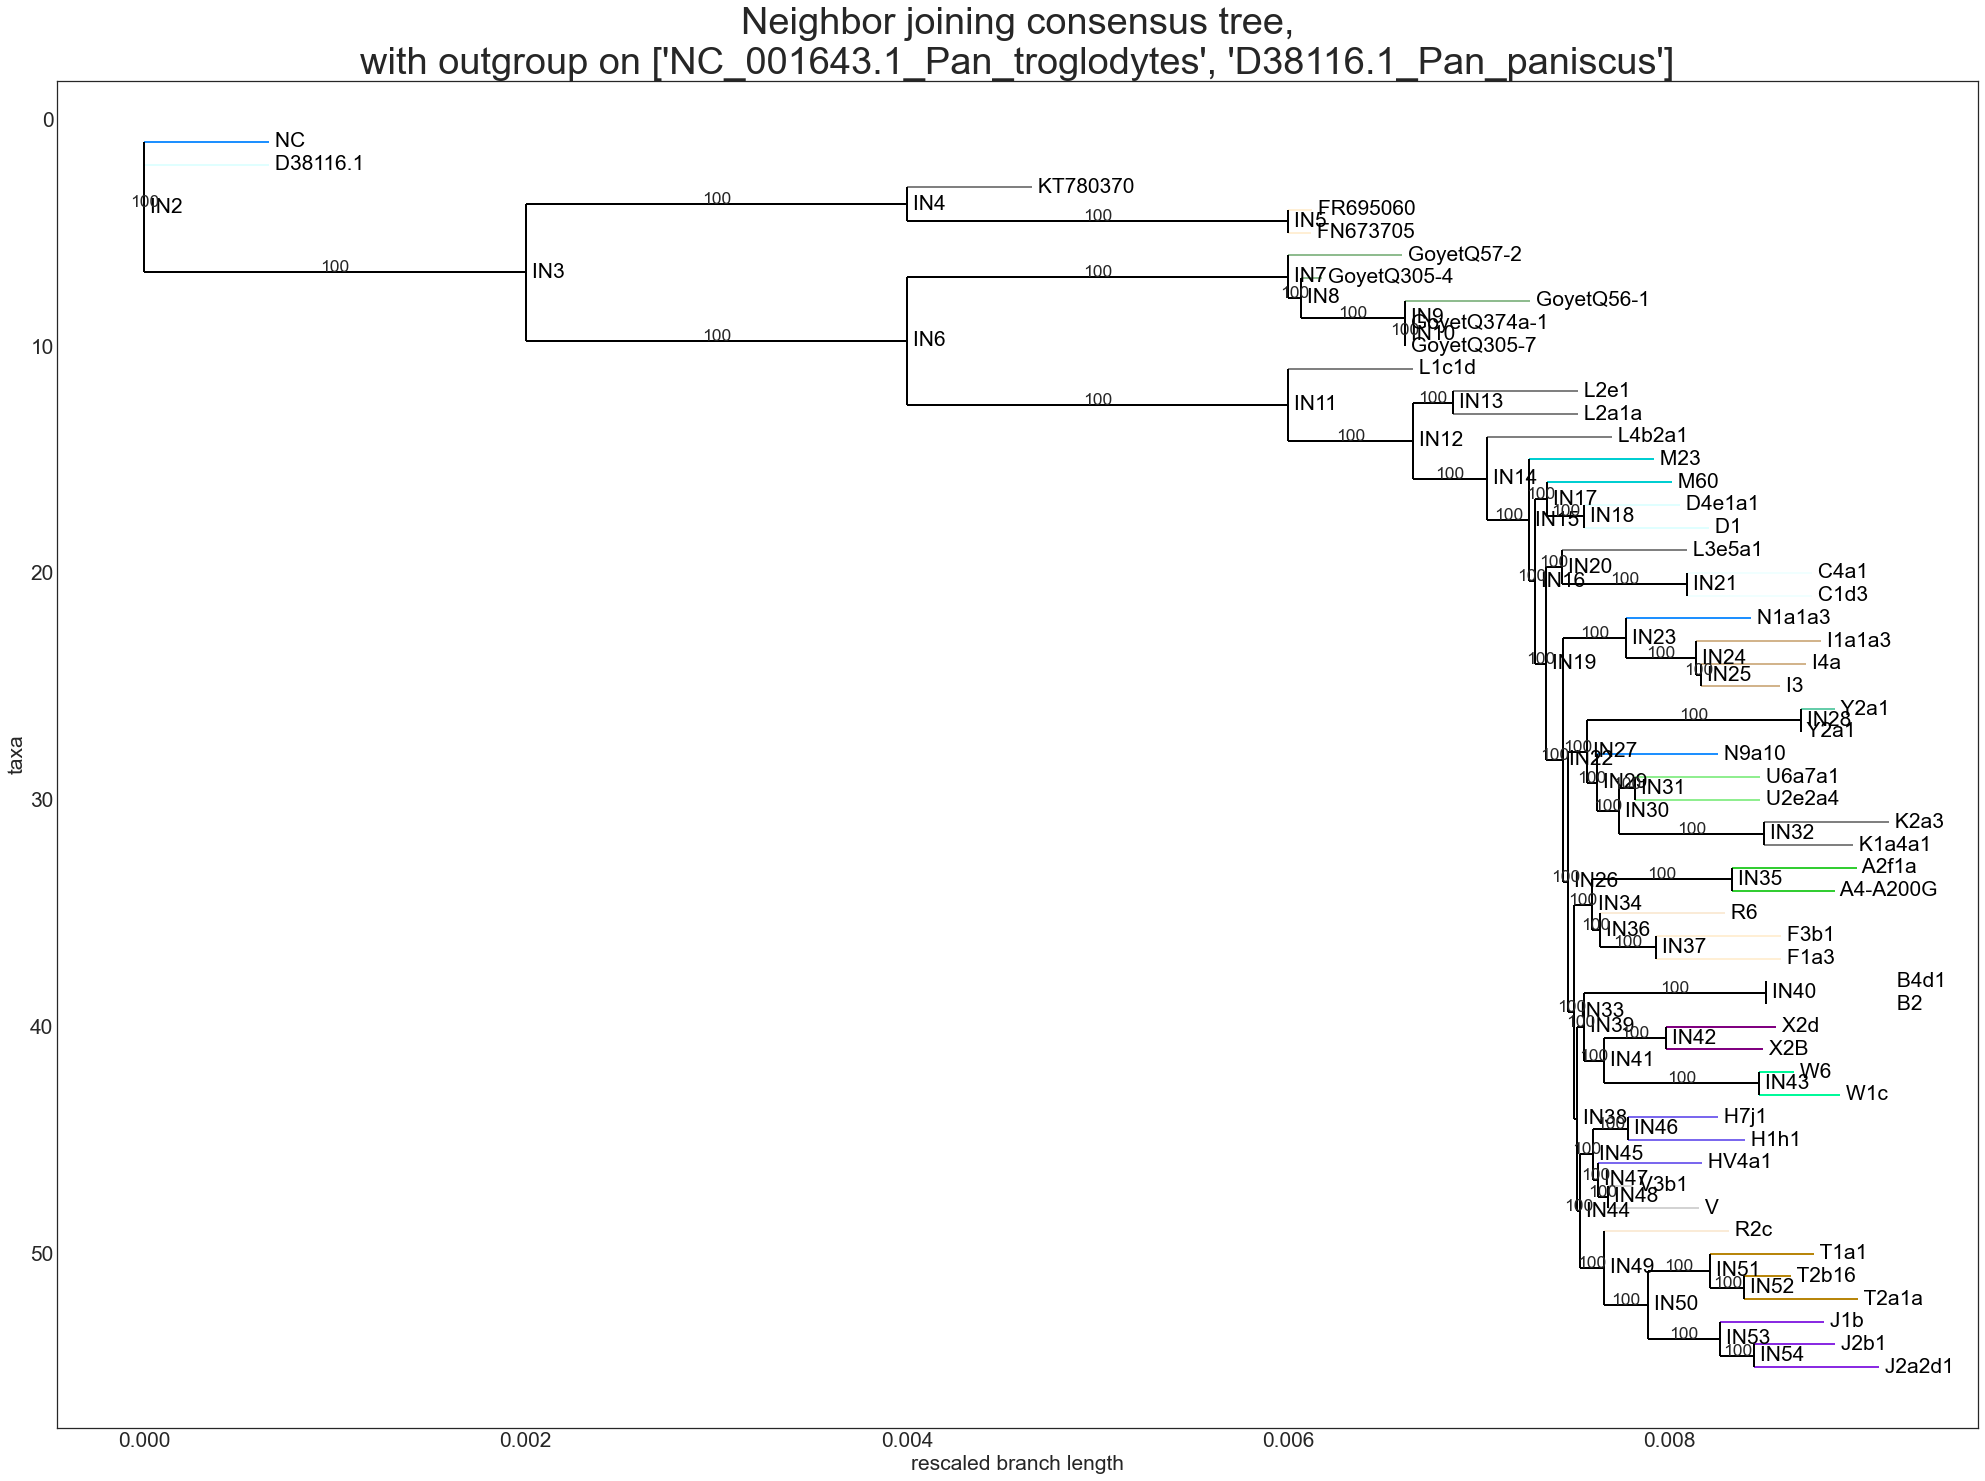 Neighbor joining consensus tree,
with outgroup on ['NC_001643.1_Pan_troglodytes', 'D38116.1_Pan_paniscus']
0
NC
D38116.1
100
IN2
100
KT780370
IN4
100
FR695060
IN5
FN673705
100
GoyetQ57-2
100
IN3
IN7
GoyetQ305-4
100
IN8
GoyetQ56-1
100
IN9
GoyetQ374a-1
100
IN10
100
IN6
10
GoyetQ305-7
L1c1d
100
IN11
L2e1
100
IN13
L2a1a
100
IN12
L4b2a1
M23
100
IN14
M60
100
IN17
D4e1a1
100
IN18
100
IN15
D1
L3e5a1
100
IN20
20
C4a1
100
IN16
100
IN21
C1d3
N1a1a3
100
IN23
I1a1a3
100
IN24
I4a
100
IN19
100
IN25
I3
Y2a1
100
IN28
Y2a1
100
IN27
N9a10
100
IN22
U6a7a1
100
IN29
100
IN31
30
U2e2a4
100
IN30
K2a3
100
IN32
K1a4a1
A2f1a
100
IN35
100
IN26
A4-A200G
100
IN34
R6
100
IN36
F3b1
100
IN37
taxa
F1a3
B4d1
100
IN40
B2
100
IN33
40
100
IN39
X2d
100
IN42
X2B
100
IN41
W6
100
IN43
W1c
IN38
H7j1
100
IN46
H1h1
100
IN45
HV4a1
100
IN47
V3b1
100
IN48
V
100
IN44
R2c
50
T1a1
100
IN49
100
IN51
T2b16
100
IN52
T2a1a
100
IN50
J1b
100
IN53
J2b1
100
IN54
J2a2d1
0.000
0.002
0.004
0.006
0.008
rescaled branch length